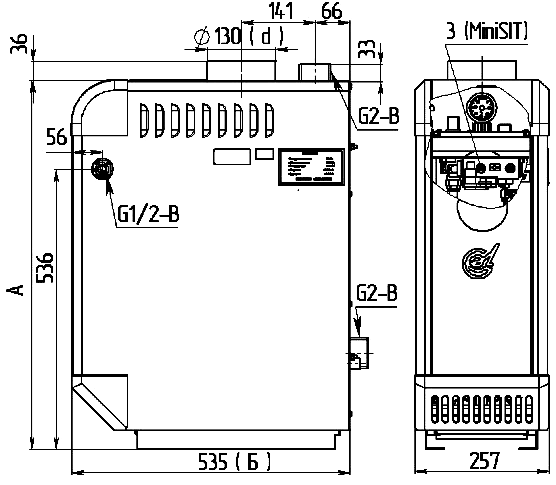 141
66
36
⌀130 ( d )
33
3 (MiniSIT)
G2-B
56
G1/2-B
536
A
G2-B
535 ( Б )
257